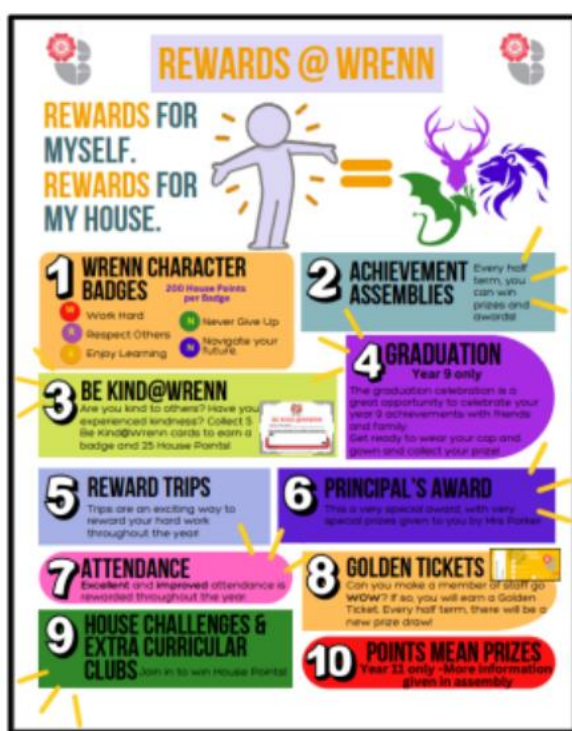 REWARDS @ WRENN
REWARDS FOR
MYSELF.
REWARDS FOR
MY HOUSE.
1
WRENN CHARACTER
BADGES
200 House Points
per Badge
W Work Hard
R Respect Others
E Enjoy Learning
N Never Give Up
N Navigate your
future.
2
ACHIEVEMENT
ASSEMBLIES
Every half
term, you
can win
prizes and
awards!
3
BE KIND@WRENN
Are you kind to others? Have you
experienced kindness? Collect 5
Be Kind@Wrenn cards to earn a
badge and 25 House Points!
BE KIND @WRENN
4
GRADUATION
Year 9 only
The graduation celebration is a
great opportunity to celebrate your
year 9 achievements with friends
and family.
Get ready to wear your cap and
gown and collect your prize!
5
REWARD TRIPS
Trips are an exciting way to
reward your hard work
throughout the year!
6
PRINCIPAL'S AWARD
This is a very special award, with very
special prizes given to you by Mrs Parker
7
ATTENDANCE
Excellent and improved attendance is
rewarded throughout the year.
8
GOLDEN TICKETS
Can you make a member of staff go
WOW'? If so, you will earn a Golden
Ticket. Every half term, there will be a
new prize draw!
9
HOUSE CHALLENGES &
EXTRA CURRICULAR
CLUBS Join in to win House Points!
10
POINTS MEAN PRIZES
Year 11 only -More information
given in assembly